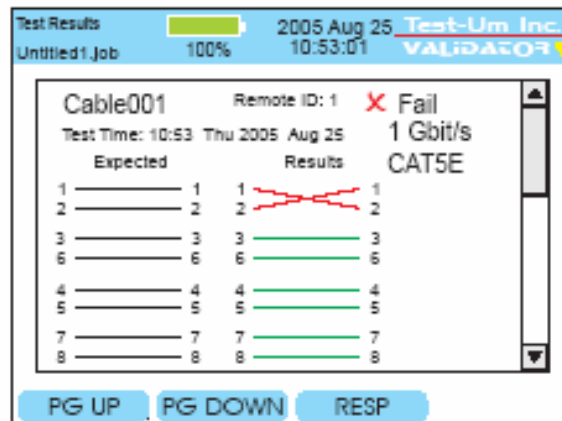 Test Results 2005 Aug 25 Test-Um Inc.
Untitled1.job 100% 10:53:01 VALiDATOR
Cable001 Remote ID: 1 X Fail
Test Time: 10:53 Thu 2005 Aug 25 1 Gbit/s
Expected Results CAT5E
1 1 1 1
2 2 2 2
3 3 3 3
6 6 6 6
4 4 4 4
5 5 5 5
7 7 7 7
8 8 8 8
PG UP PG DOWN RESP